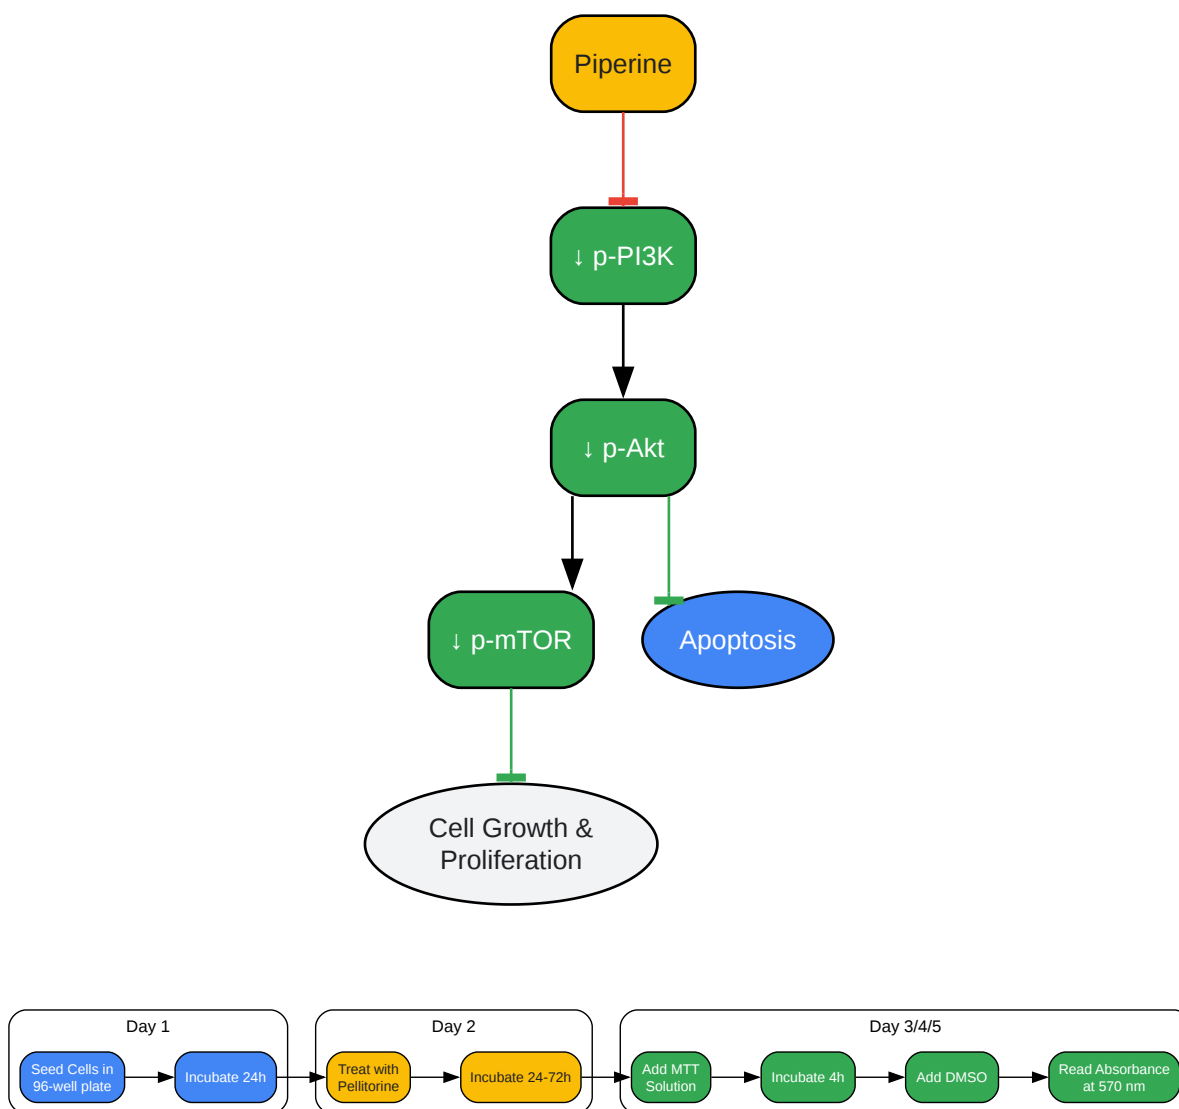 Piperine
↓ p-PI3K
↓ p-Akt
↓ p-mTOR
Apoptosis
Cell Growth &
Proliferation
Day 1
Day 2
Day 3/4/5
Seed Cells in
96-well plate
Incubate 24h
Treat with
Pellitorine
Incubate 24-72h
Add MTT
Solution
Incubate 4h
Add DMSO
Read Absorbance
at 570 nm